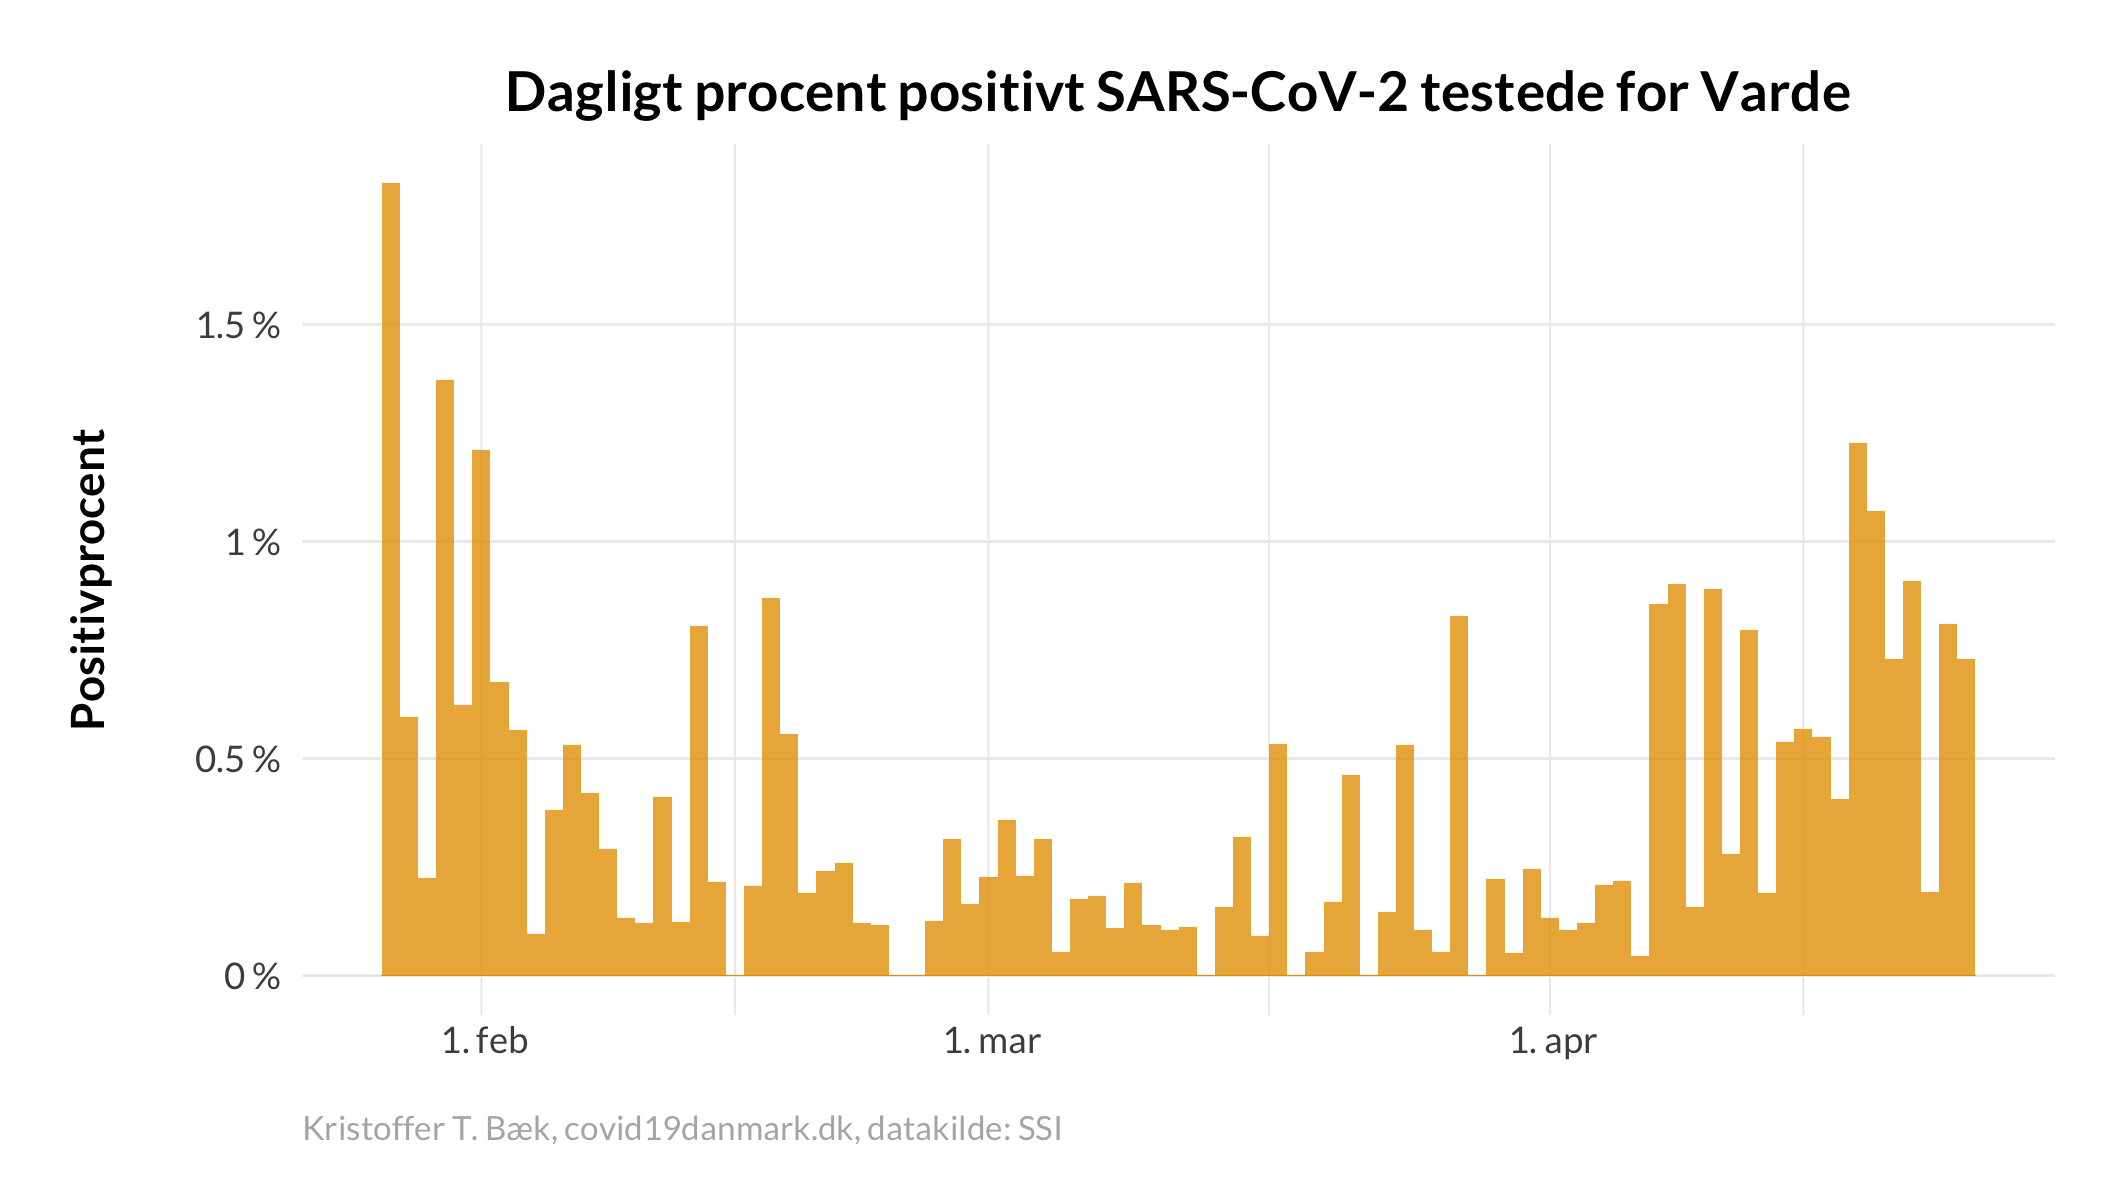 Dagligt procent positivt SARS-CoV-2 testede for Varde
Positivprocent
1.5 %
1 %
0.5 %
0 %
1. feb
1. mar
1. apr
Kristoffer T. Bæk, covid19danmark.dk, datakilde: SSI